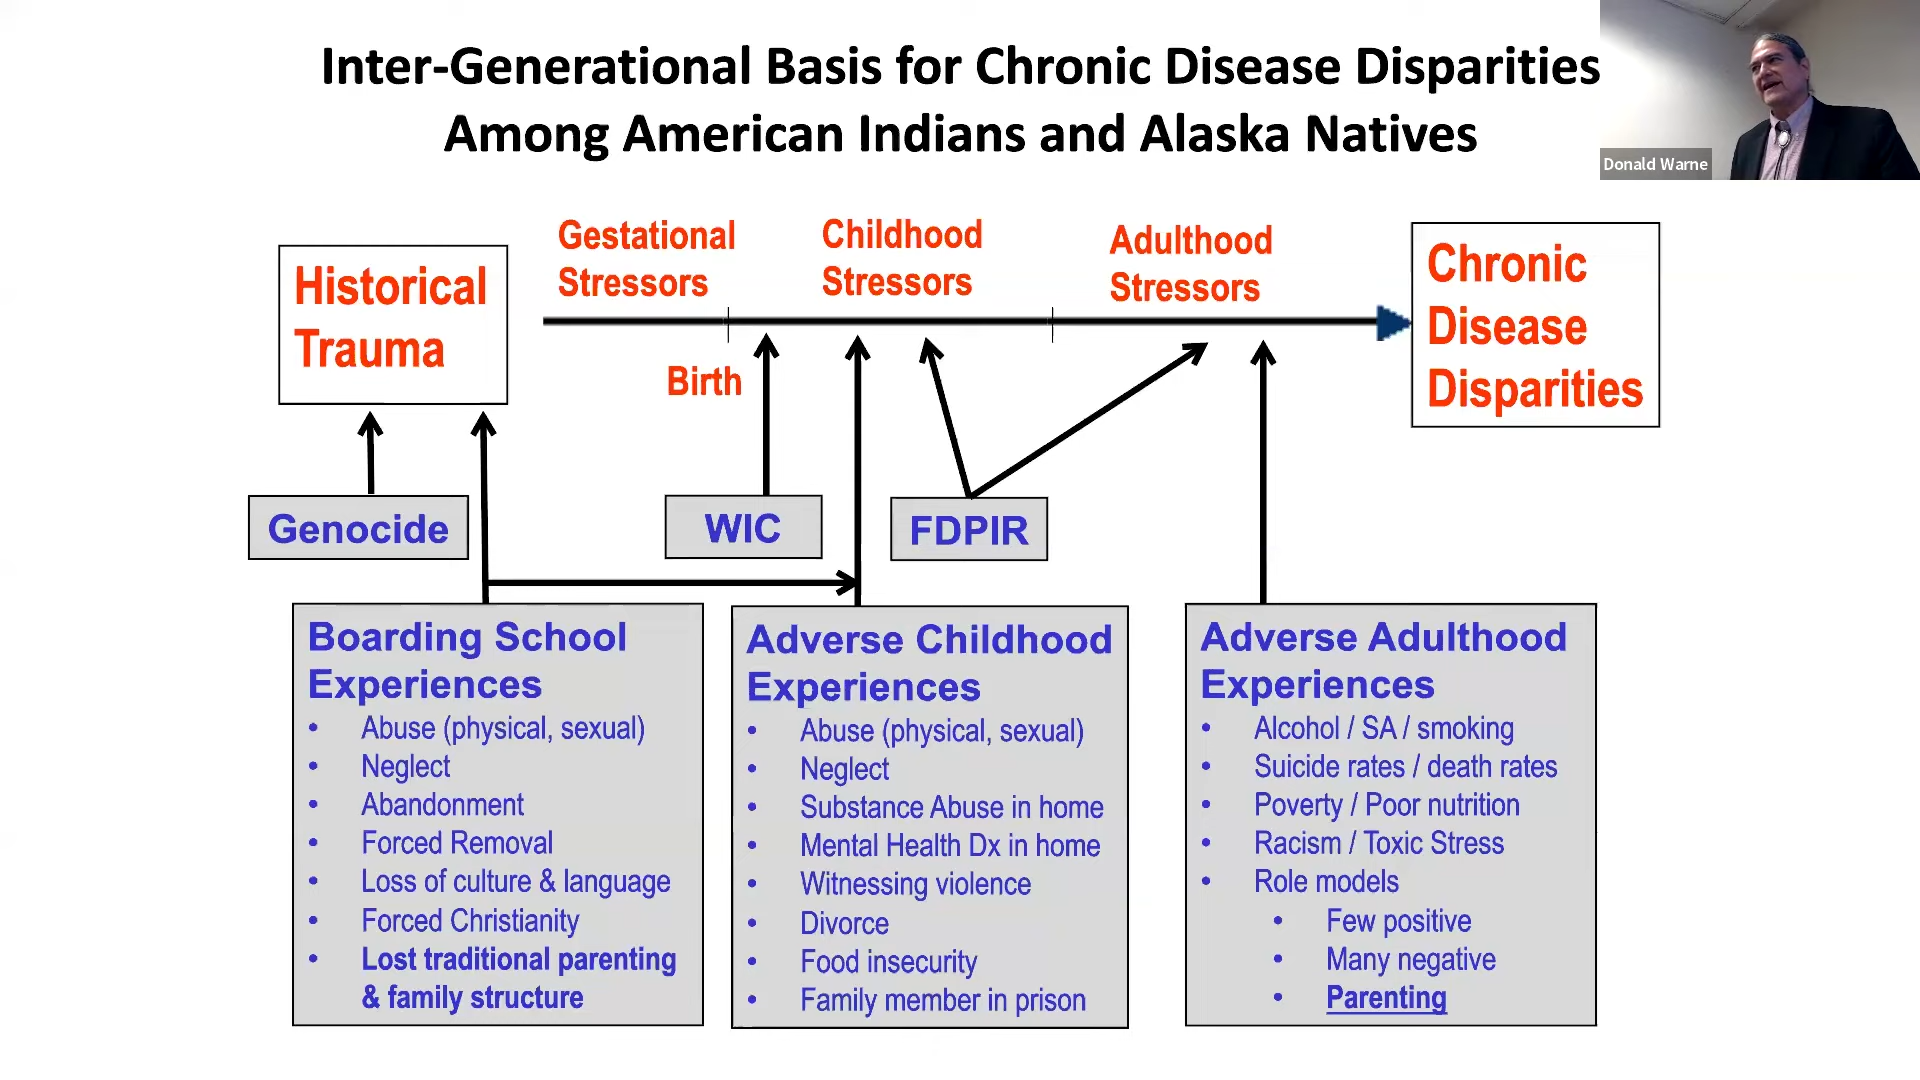 Inter-Generational Basis for Chronic Disease Disparities
Among American Indians and Alaska Natives
Donald Warne
Historical
Trauma
Gestational
Stressors
Childhood
Stressors
Adulthood
Stressors
Chronic
Disease
Disparities
Birth
Genocide
WIC
FDPIR
Boarding School
Experiences
• Abuse (physical, sexual)
• Neglect
• Abandonment
• Forced Removal
• Loss of culture & language
• Forced Christianity
• Lost traditional parenting
& family structure
Adverse Childhood
Experiences
• Abuse (physical, sexual)
• Neglect
• Substance Abuse in home
• Mental Health Dx in home
• Witnessing violence
• Divorce
• Food insecurity
• Family member in prison
Adverse Adulthood
Experiences
• Alcohol / SA / smoking
• Suicide rates / death rates
• Poverty / Poor nutrition
• Racism / Toxic Stress
• Role models
• Few positive
• Many negative
• Parenting